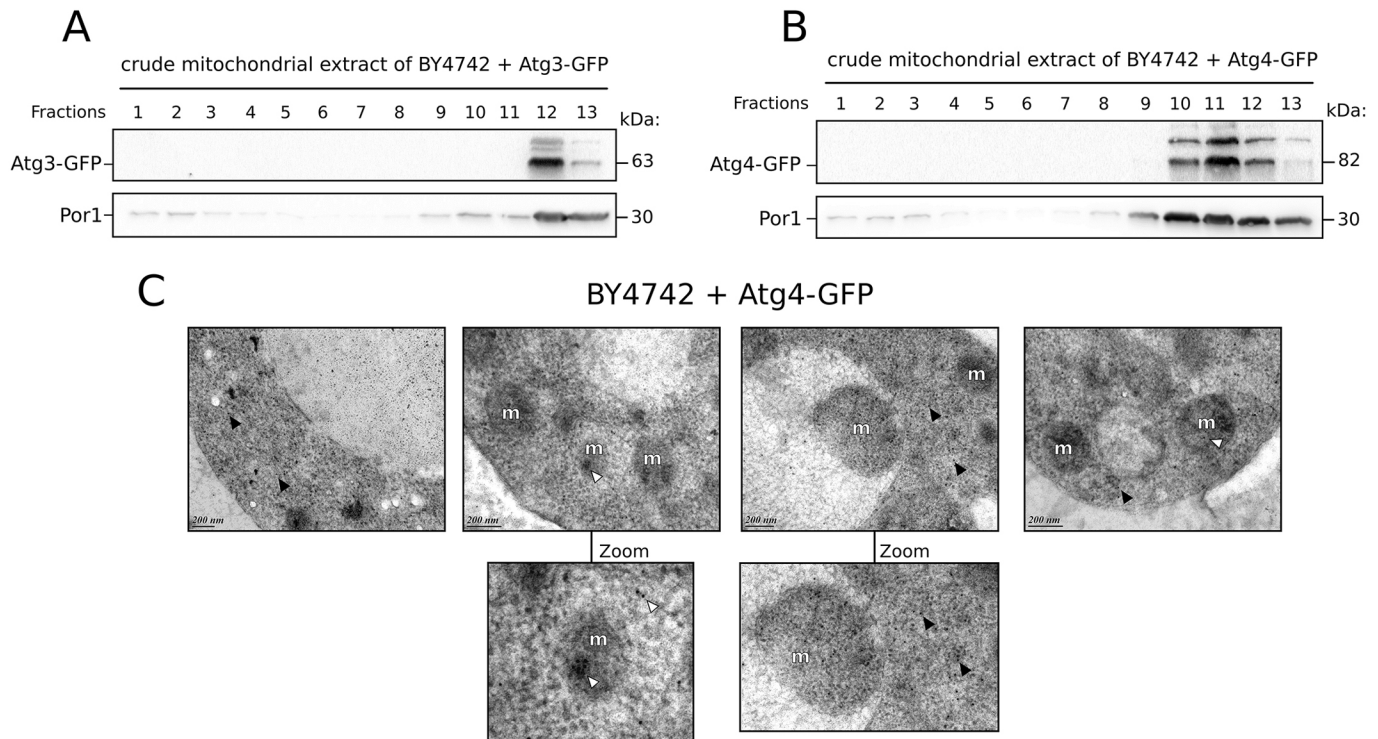 A
crude mitochondrial extract of BY4742 + Atg3-GFP
Fractions 1 2 3 4 5 6 7 8 9 10 11 12 13 kDa:
Atg3-GFP 63
Por1 30
B
crude mitochondrial extract of BY4742 + Atg4-GFP
Fractions 1 2 3 4 5 6 7 8 9 10 11 12 13 kDa:
Atg4-GFP 82
Por1 30
C
BY4742 + Atg4-GFP
200 nm
m m m
200 nm
m m
200 nm
m m
200 nm
Zoom
m
Zoom
m